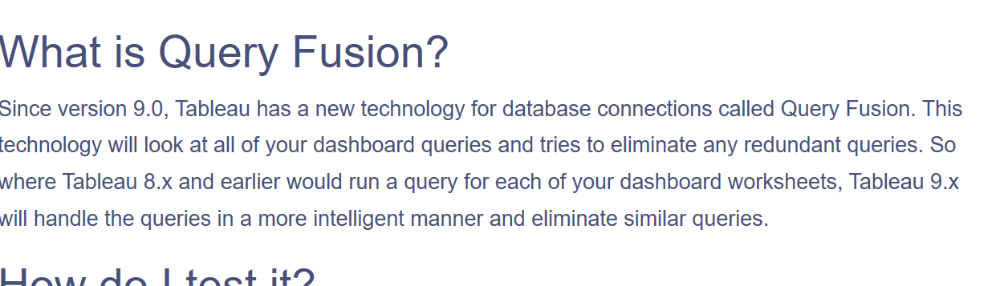 What is Query Fusion?
Since version 9.0, Tableau has a new technology for database connections called Query Fusion. This
technology will look at all of your dashboard queries and tries to eliminate any redundant queries. So
where Tableau 8.x and earlier would run a query for each of your dashboard worksheets, Tableau 9.x
will handle the queries in a more intelligent manner and eliminate similar queries.
How do I test it?